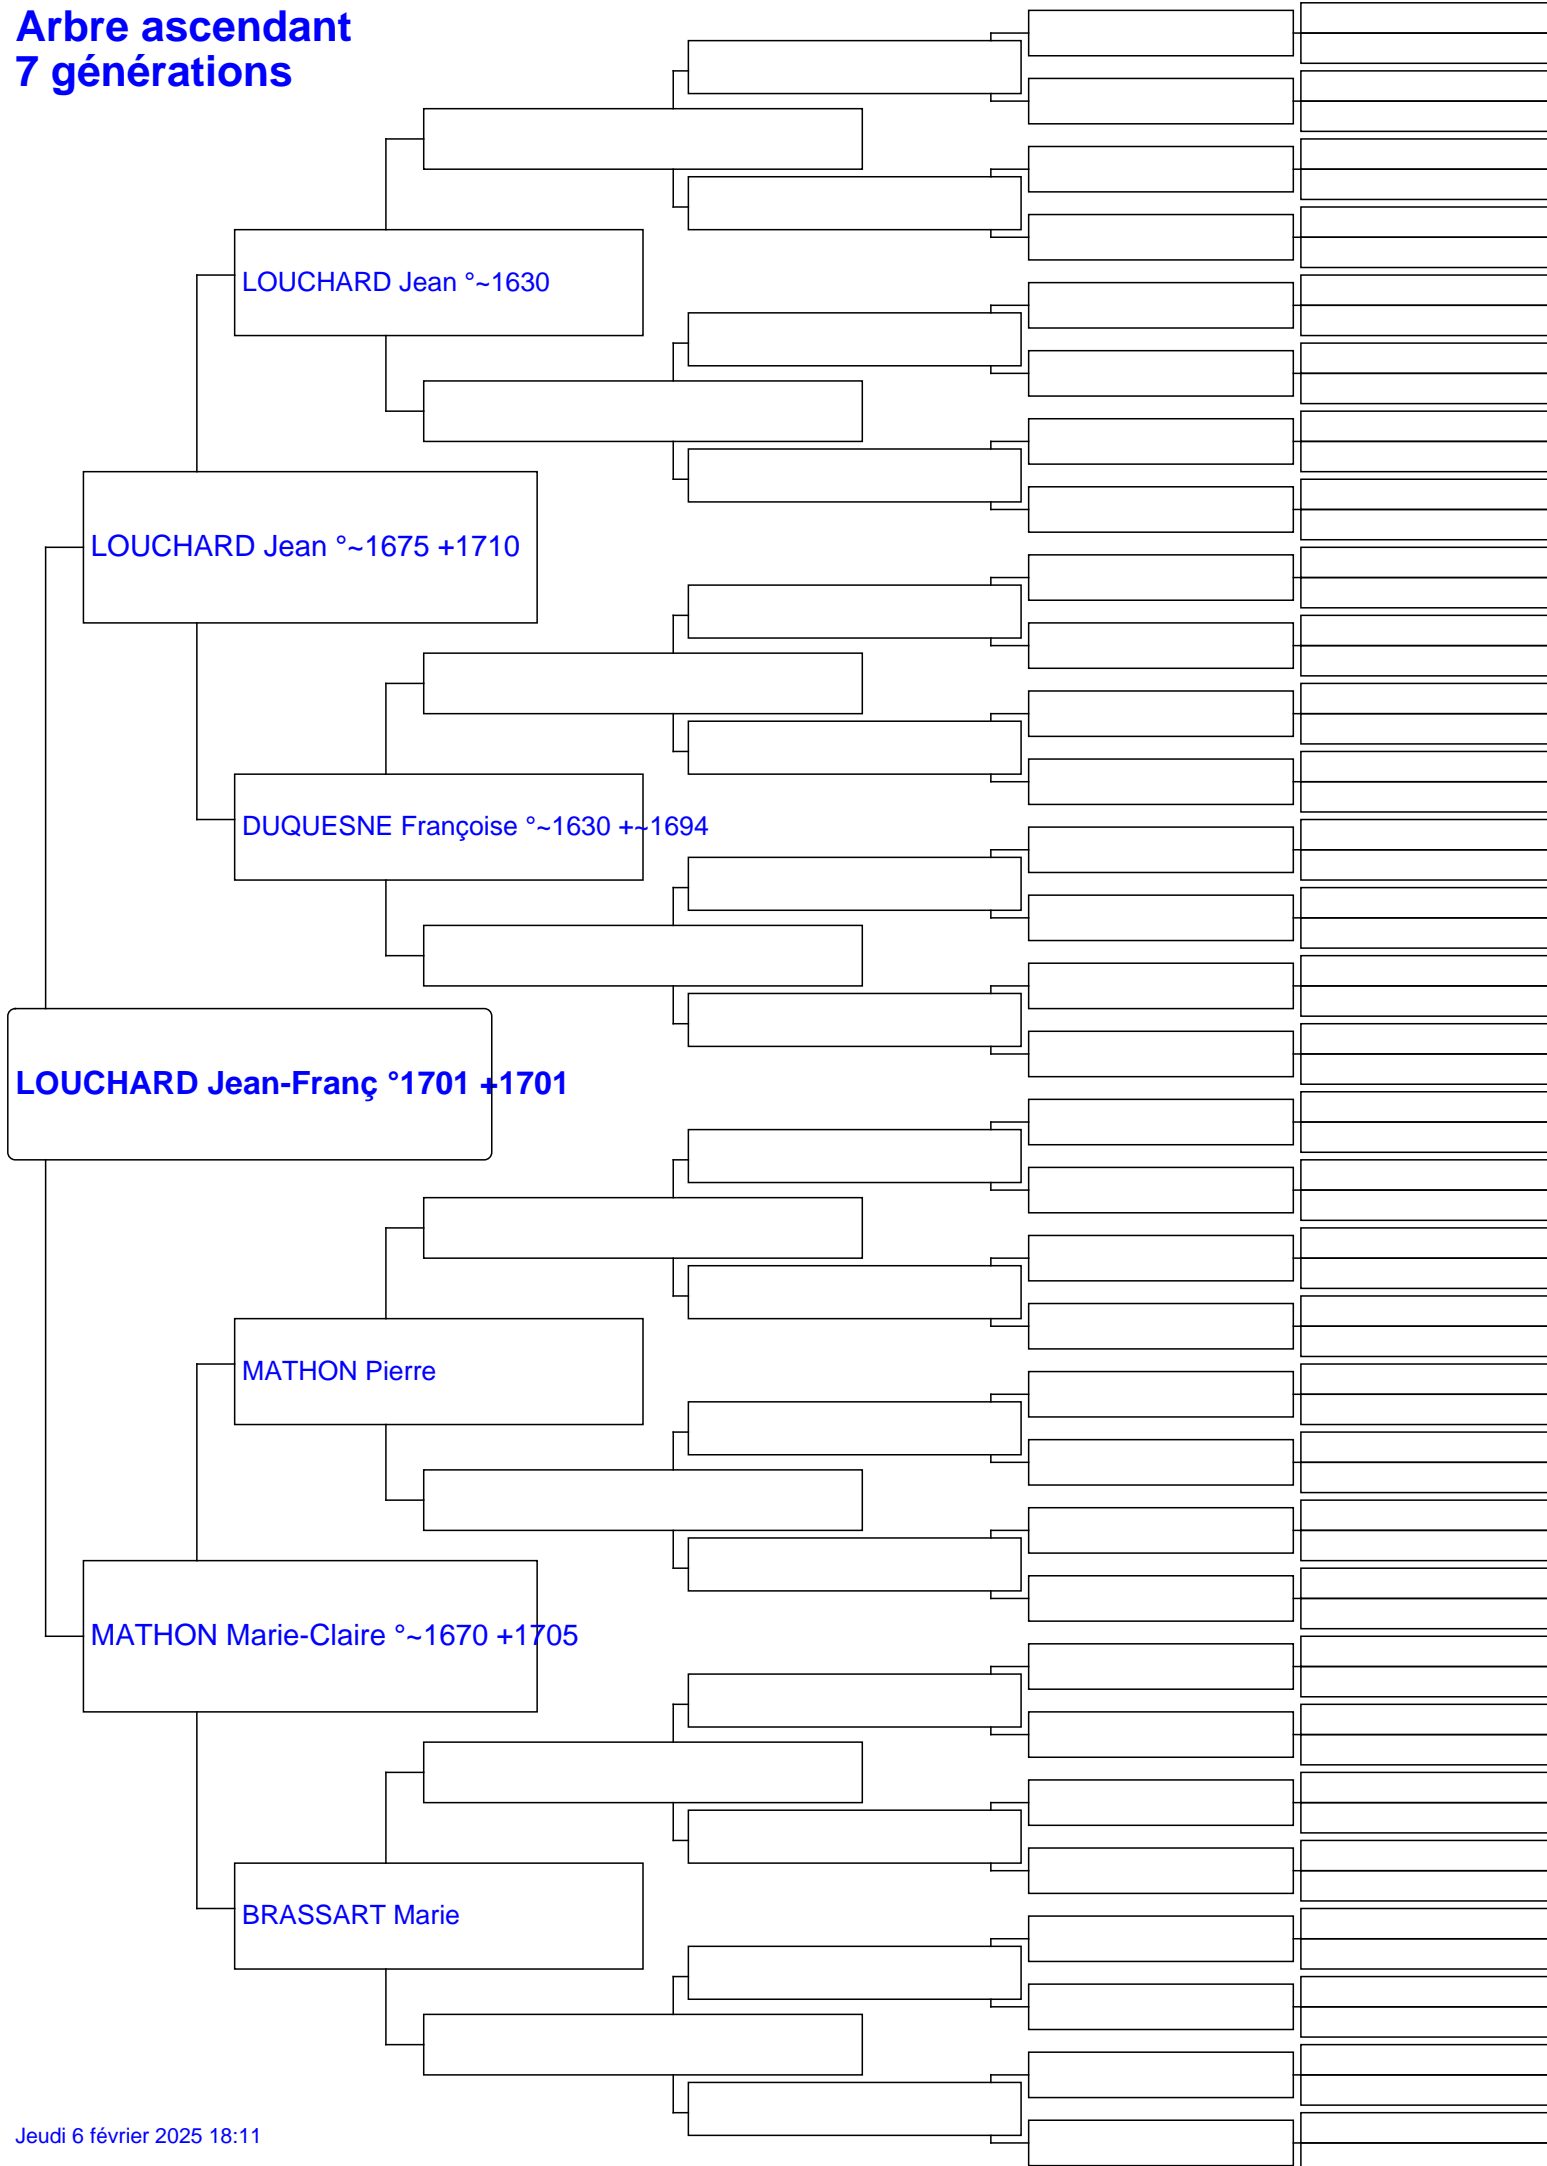 Arbre ascendant
7 générations
LOUCHARD Jean °~1630
LOUCHARD Jean °~1675 +1710
DUQUESNE Françoise °~1630 +~1694
LOUCHARD Jean-Franç °1701 +1701
MATHON Pierre
MATHON Marie-Claire °~1670 +1705
BRASSART Marie
Jeudi 6 février 2025 18:11